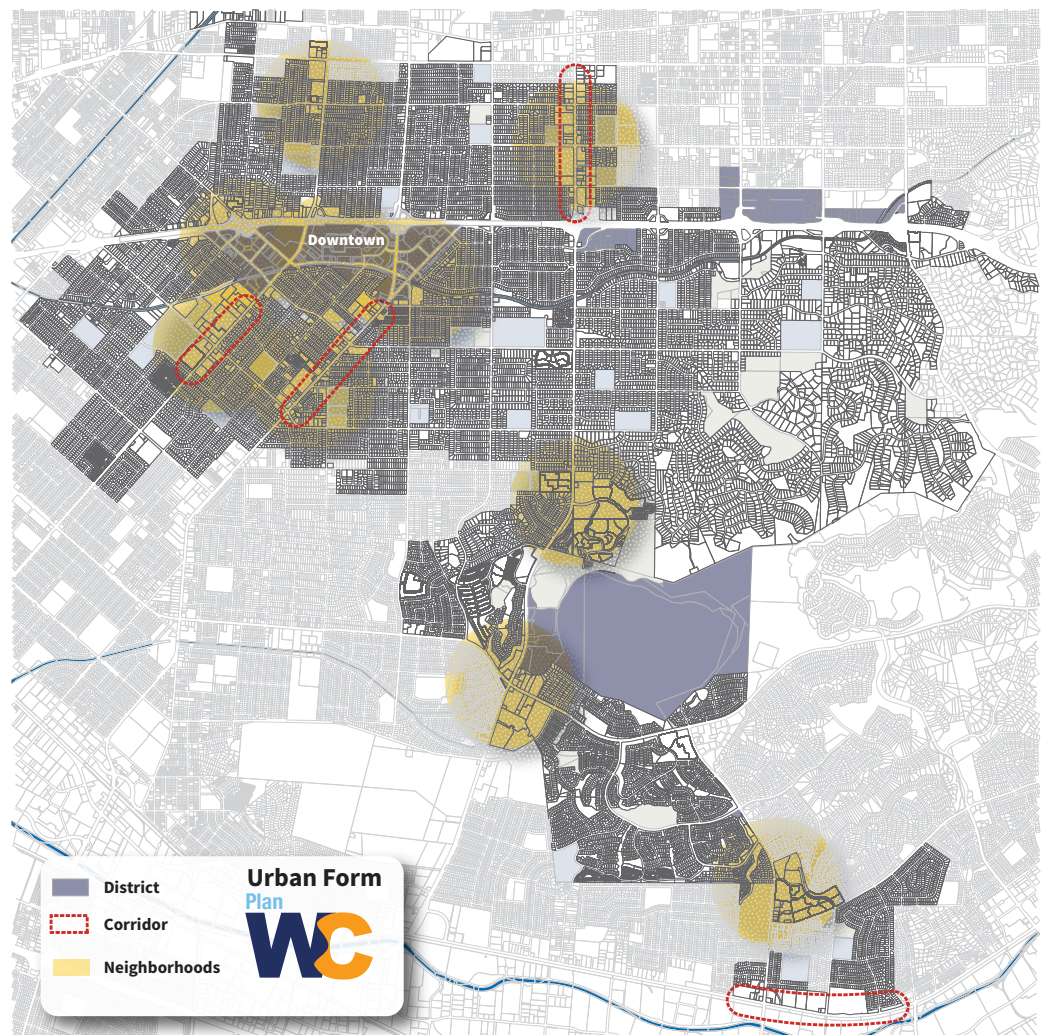 Downtown
Urban Form
Plan
WC
District
Corridor
Neighborhoods